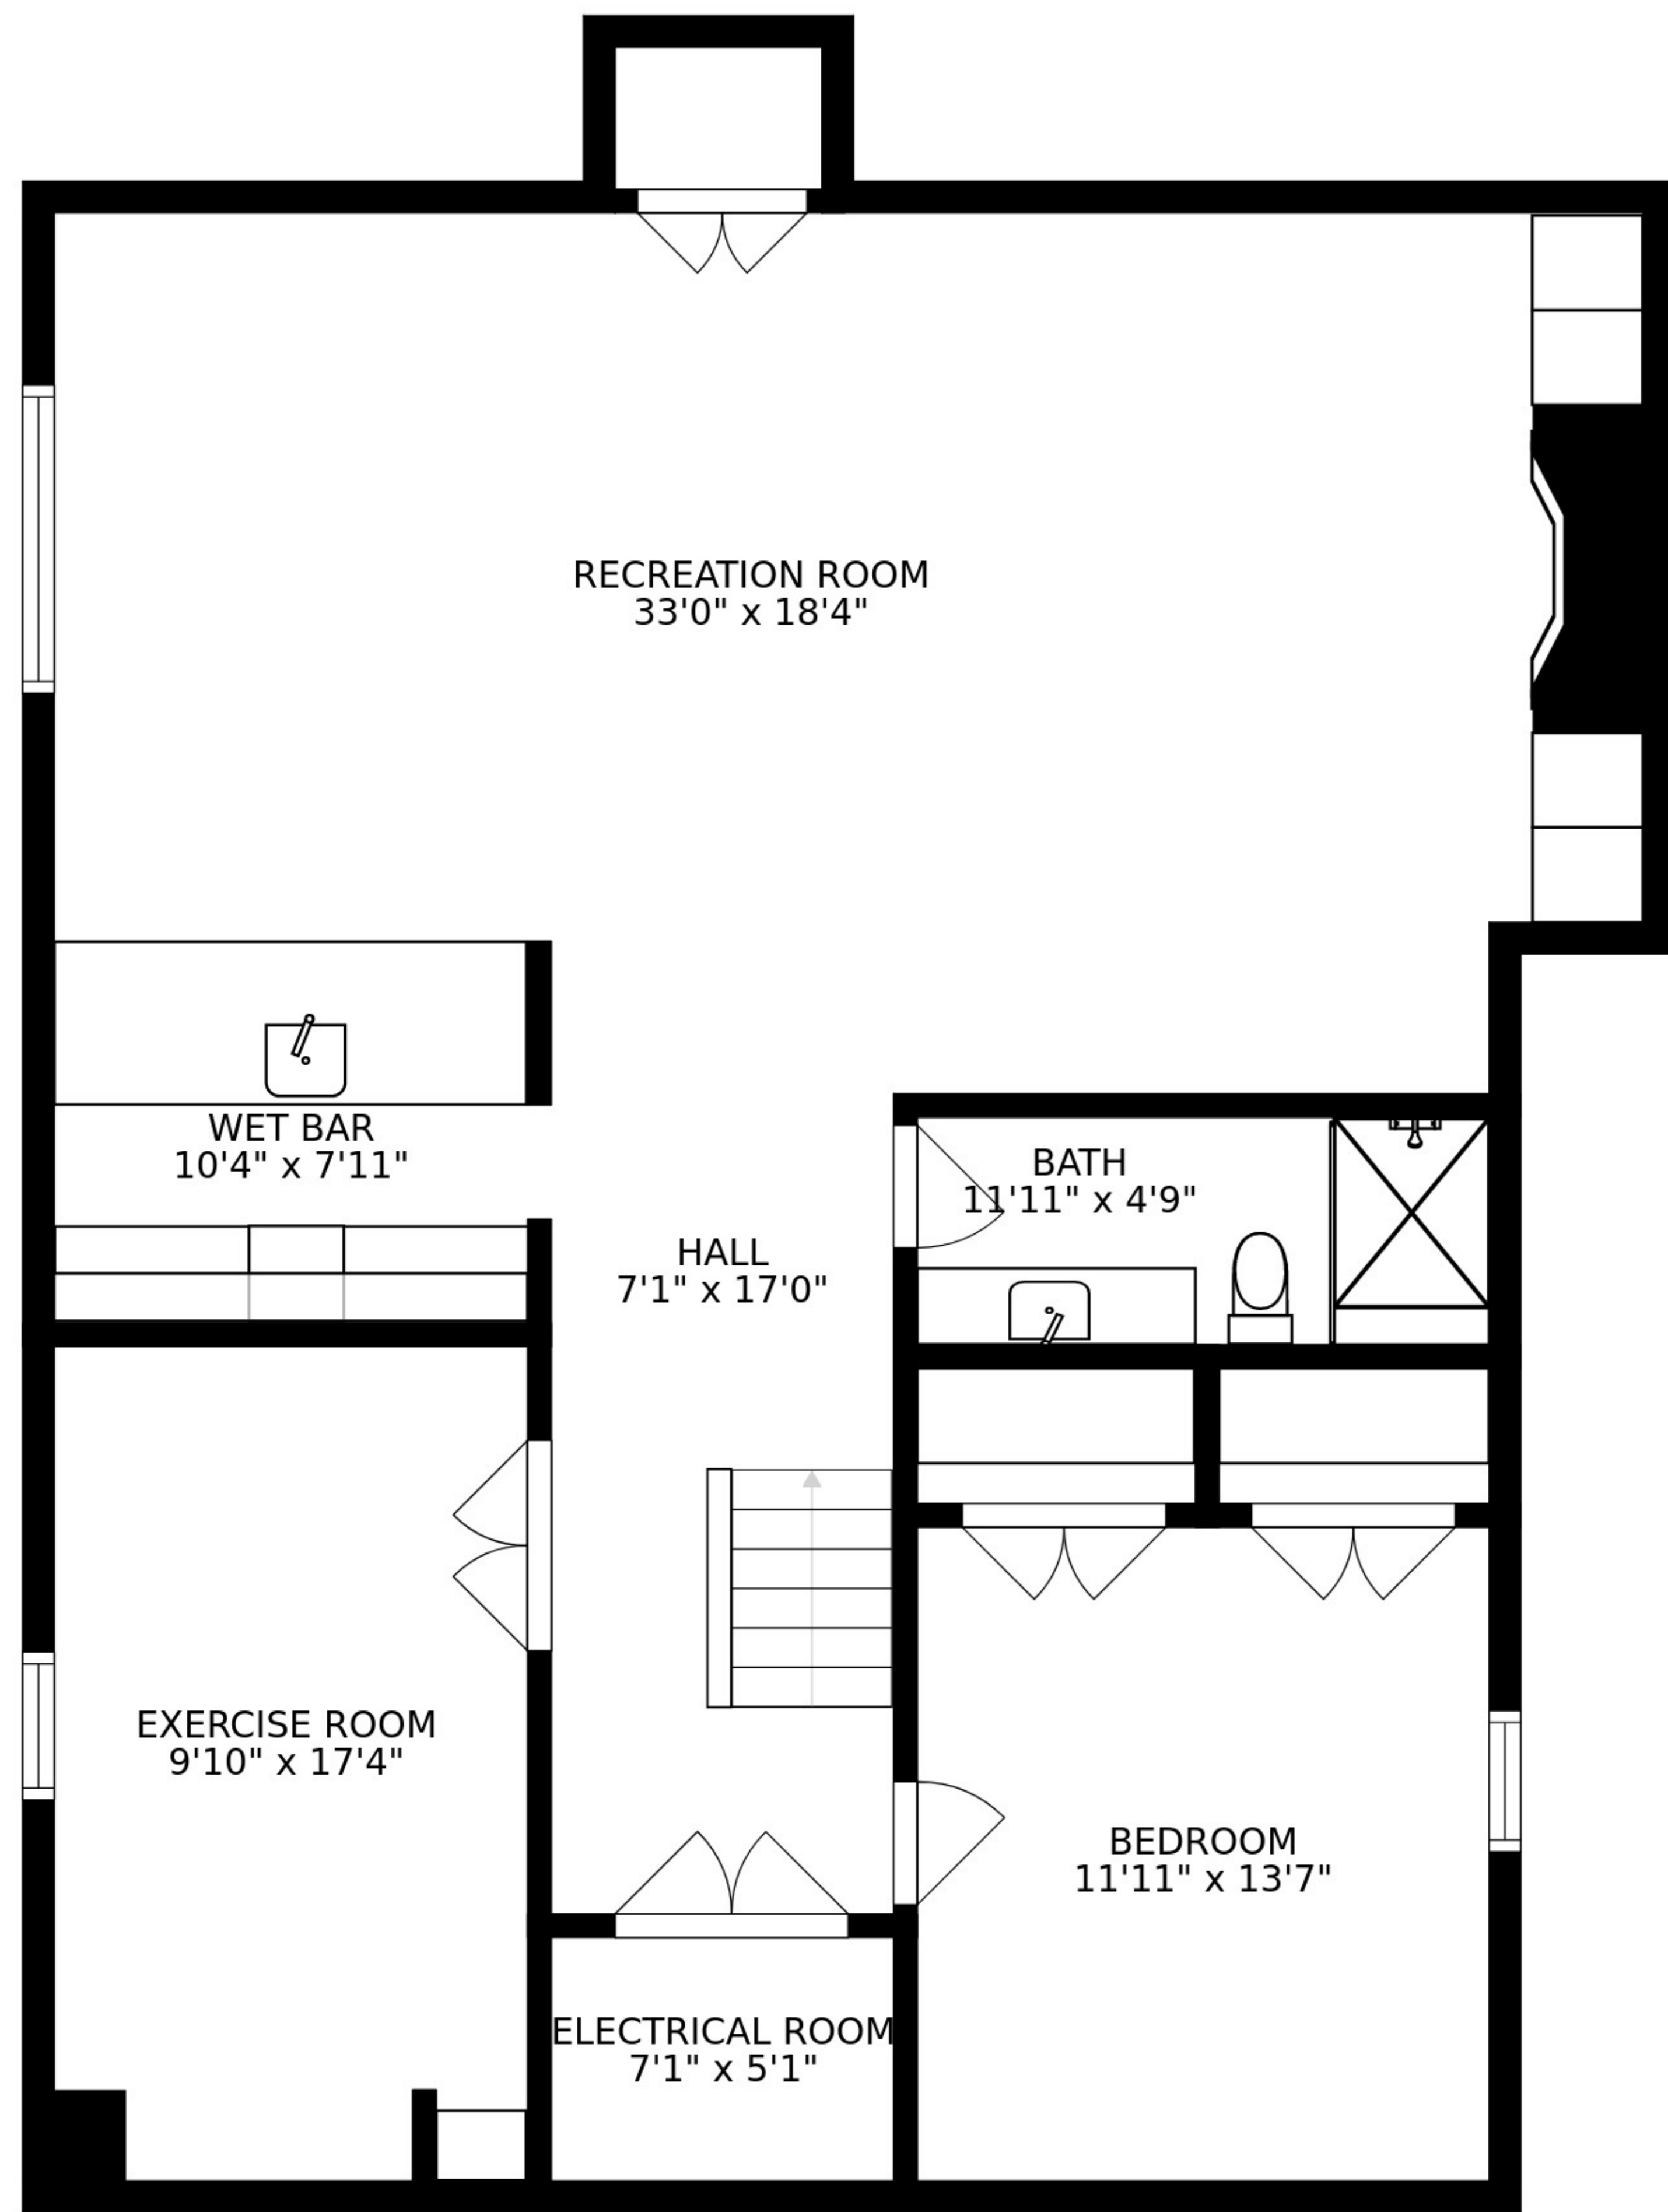 RECREATION ROOM
33'0" x 18'4"
WET BAR
10'4" x 7'11"
BATH
11'11" x 4'9"
HALL
7'1" x 17'0"
EXERCISE ROOM
9'10" x 17'4"
BEDROOM
11'11" x 13'7"
ELECTRICAL ROOM
7'1" x 5'1"